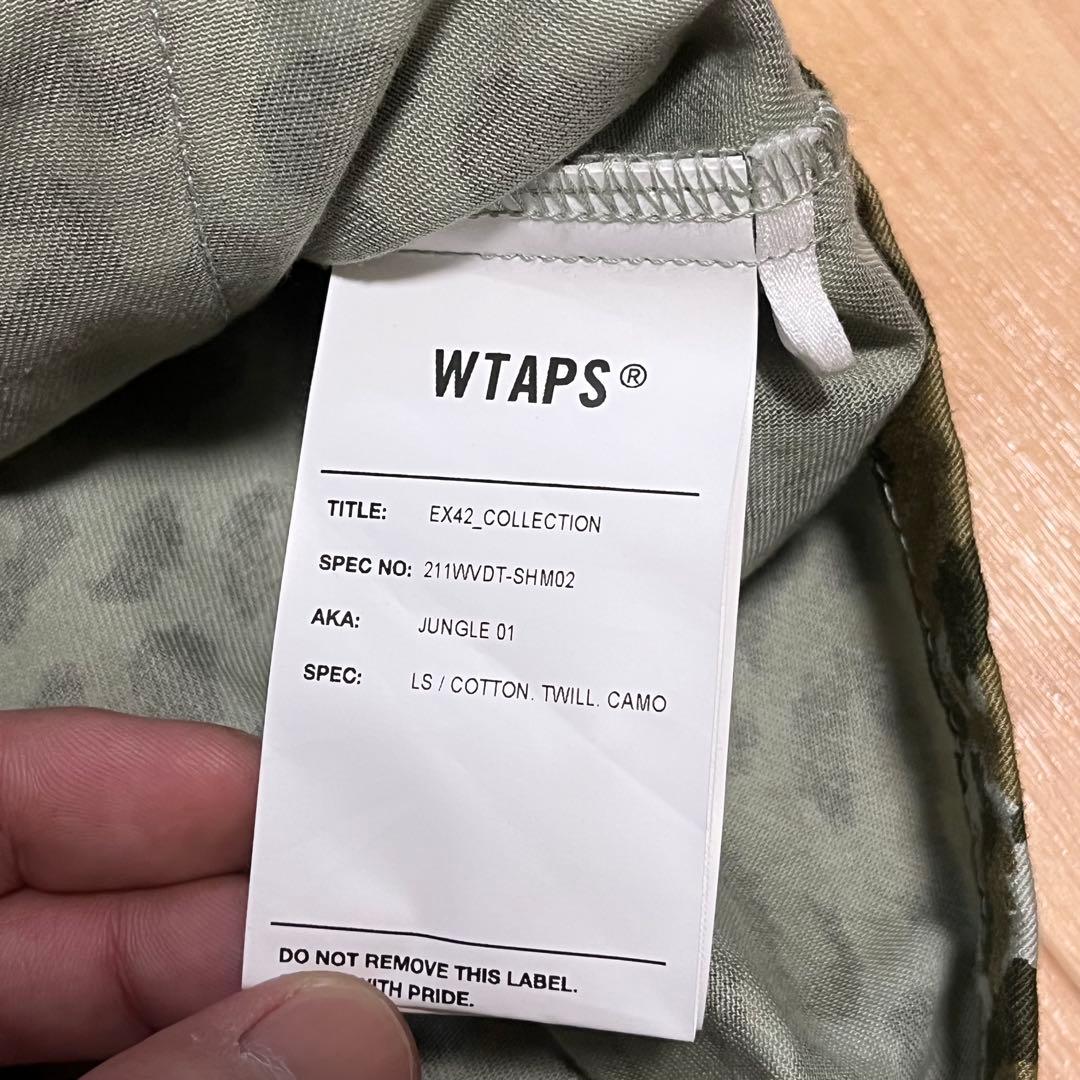 WTAPS®
TITLE: EX42_COLLECTION
SPEC NO: 211WVDT-SHM02
AKA: JUNGLE 01
SPEC: LS / COTTON. TWILL. CAMO
DO NOT REMOVE THIS LABEL.
WITH PRIDE.